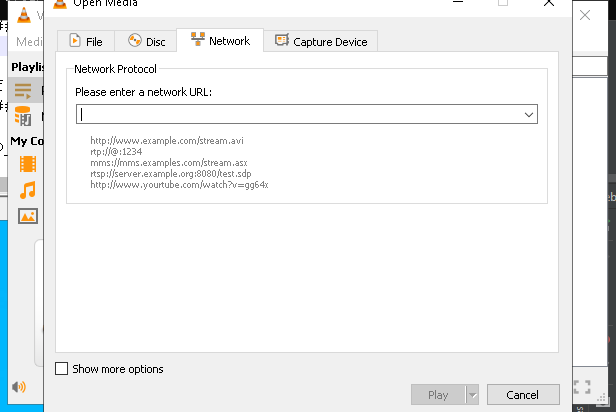 Open Media
File
Disc
Network
Capture Device
Medi
Playlis
My Co
Network Protocol
Please enter a network URL:
http://www.example.com/stream.avi
rtp://@:1234
mms://mms.examples.com/stream.asx
rtsp://server.example.org:8080/test.sdp
http://www.yourtube.com/watch?v=gg64x
Show more options
Play
Cancel